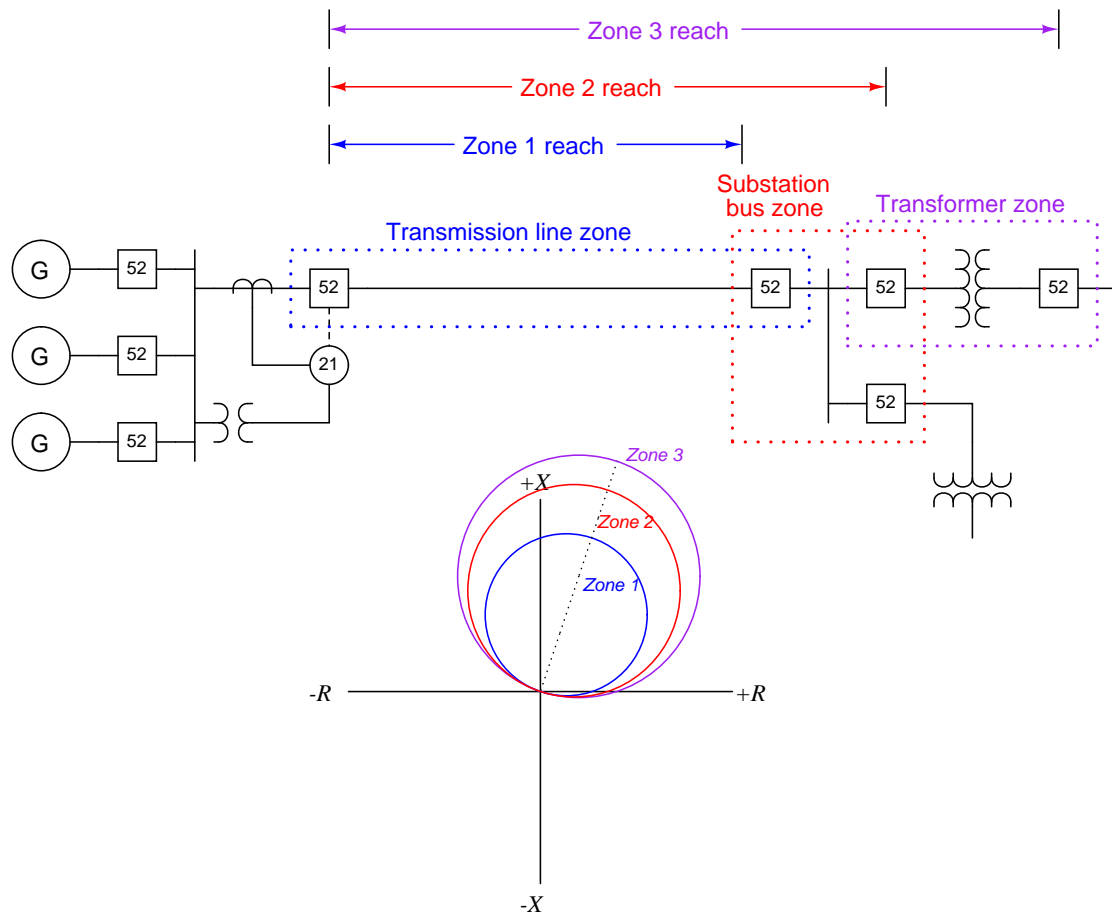 Zone 3 reach
Zone 2 reach
Zone 1 reach
Substation
bus zone
Transformer zone
Transmission line zone
G
52
52
52
52
52
G
52
21
52
G
52
Zone 3
+X
Zone 2
Zone 1
-R
+R
-X